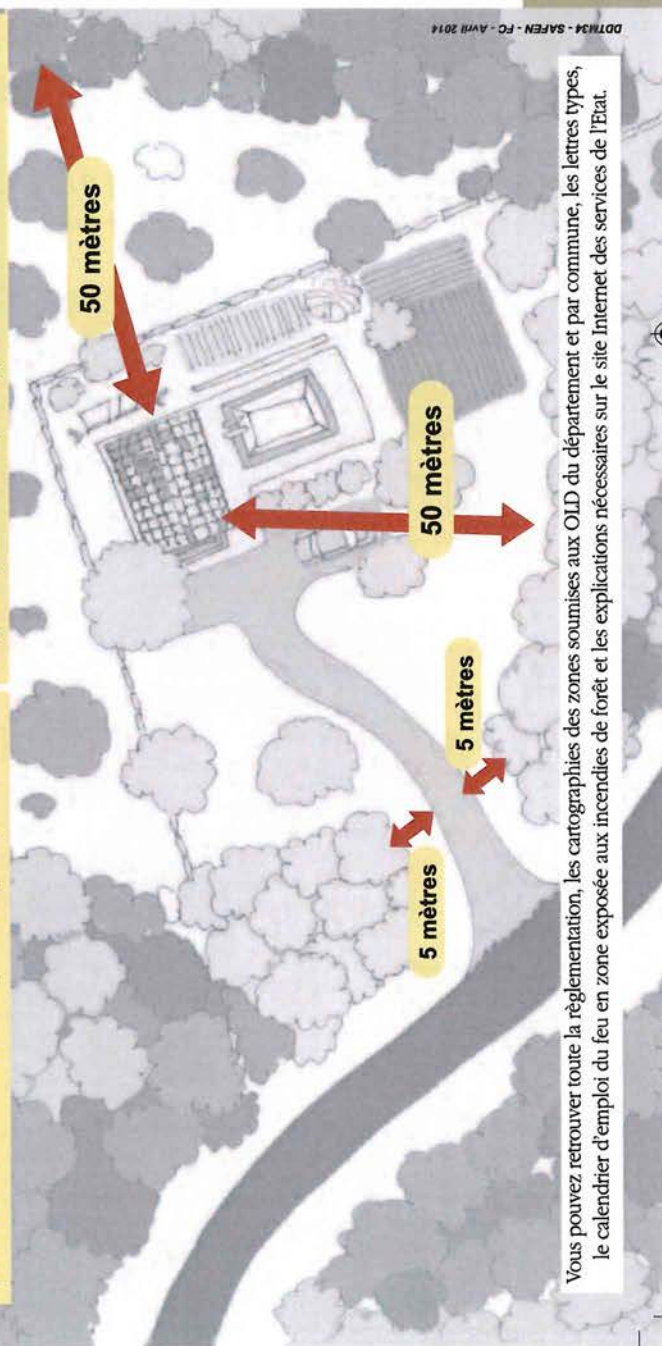 50 mètres
50 mètres
5 mètres
5 mètres
Vous pouvez retrouver toute la règlementation, les cartographies des zones soumises aux OLD du département et par commune, les lettres types,
le calendrier d'emploi du feu en zone exposée aux incendies de forêt et les explications nécessaires sur le site Internet des services de l'Etat.
DDTM34 - SAFEN - FC - Avril 2014